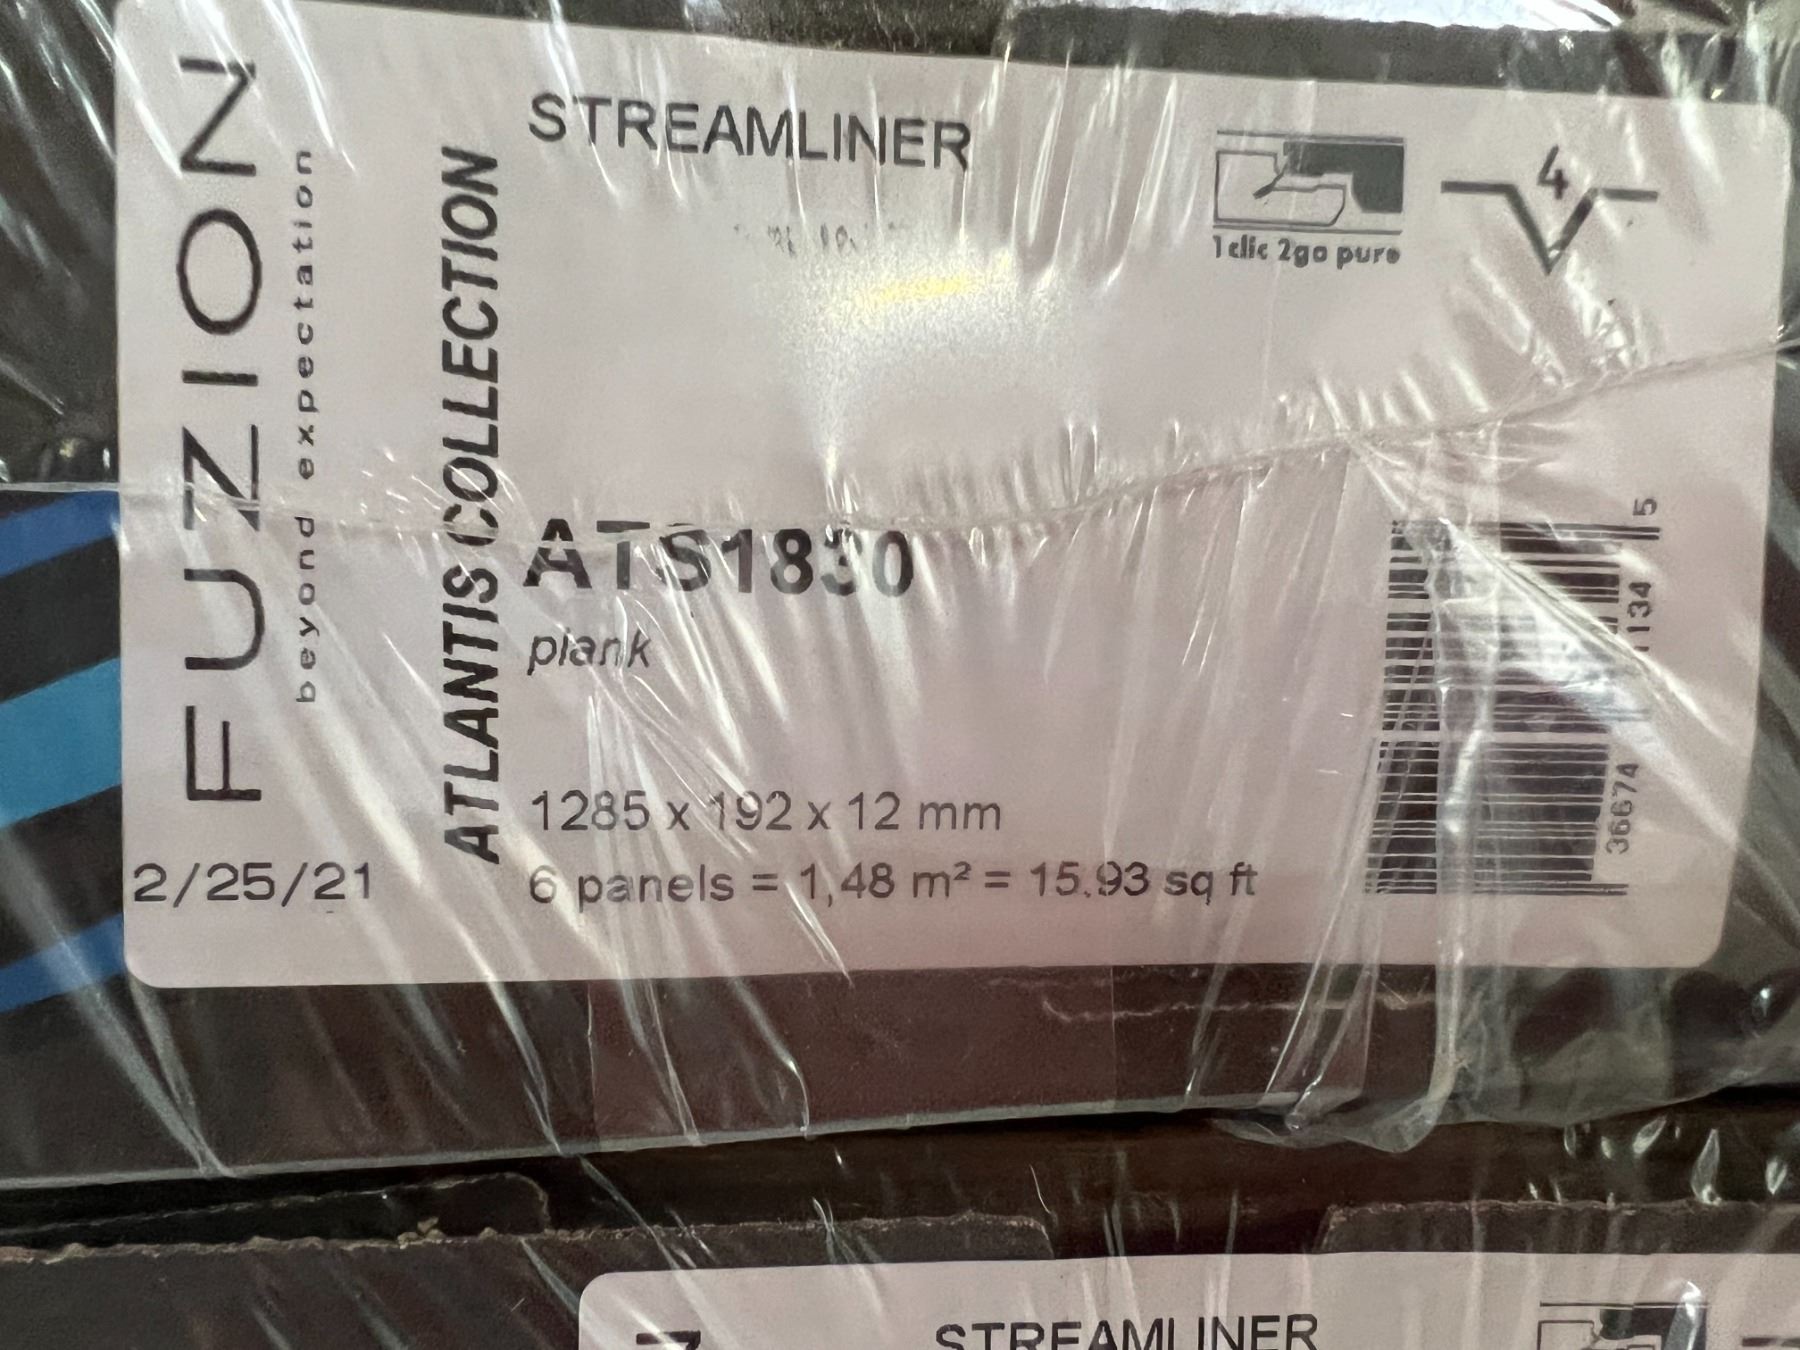 FUZION
beyond expectation
ATLANTIS COLLECTION
STREAMLINER
1clic 2go pure
4
ATS1830
plank
1285 x 192 x 12 mm
6 panels = 1,48 m² = 15.93 sq ft
2/25/21
36674
1134
5
STREAMLINER